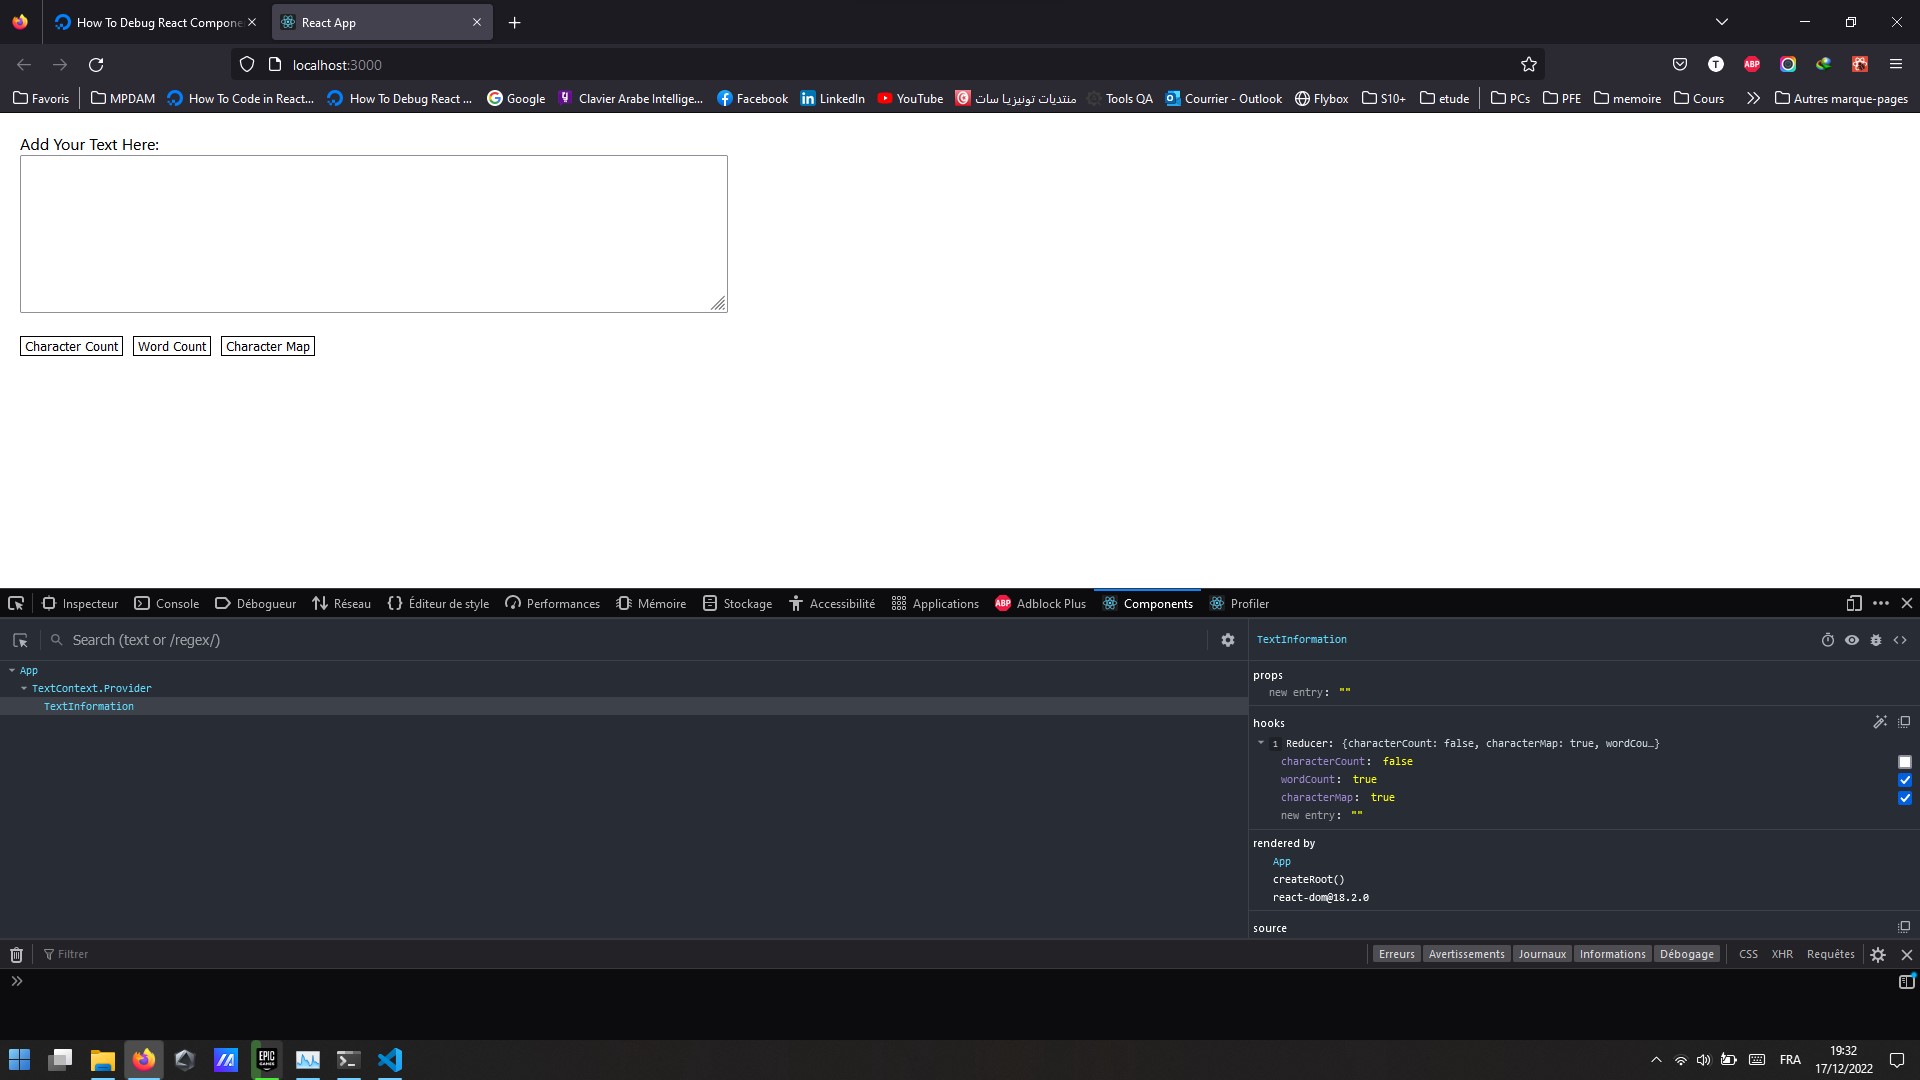 How To Debug React Compone
React App
localhost:3000
Favoris
MPDAM
How To Code in React...
How To Debug React ...
Google
Clavier Arabe Intellige...
Facebook
LinkedIn
YouTube
منتديات تونيزيا سات
Tools QA
Courrier - Outlook
Flybox
S10+
etude
PCs
PFE
memoire
Cours
Autres marque-pages
Add Your Text Here:
Character Count
Word Count
Character Map
Inspecteur
Console
Débogueur
Réseau
Éditeur de style
Performances
Mémoire
Stockage
Accessibilité
Applications
ABP
Adblock Plus
Components
Profiler
Search (text or /regex/)
App
TextContext.Provider
TextInformation
TextInformation
props
new entry: ""
hooks
1 Reducer: {characterCount: false, characterMap: true, wordCou…}
characterCount: false
wordCount: true
characterMap: true
new entry: ""
rendered by
App
createRoot()
react-dom@18.2.0
source
Filtrer
Erreurs
Avertissements
Journaux
Informations
Débogage
CSS
XHR
Requêtes
EPIC
GAMES
FRA
19:32
17/12/2022